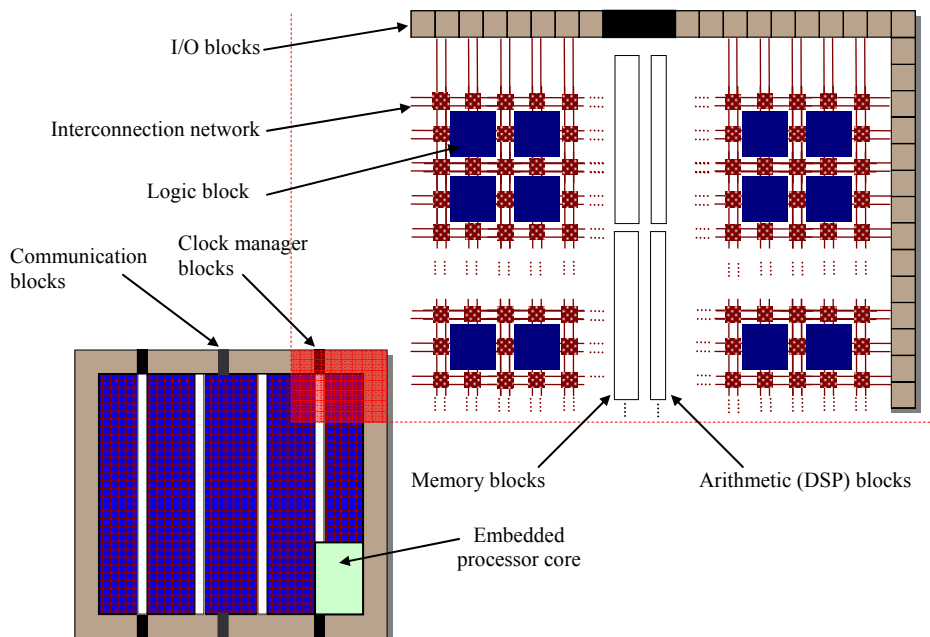 I/O blocks
Interconnection network
Logic block
Communication
blocks
Clock manager
blocks
Memory blocks
Arithmetic (DSP) blocks
Embedded
processor core